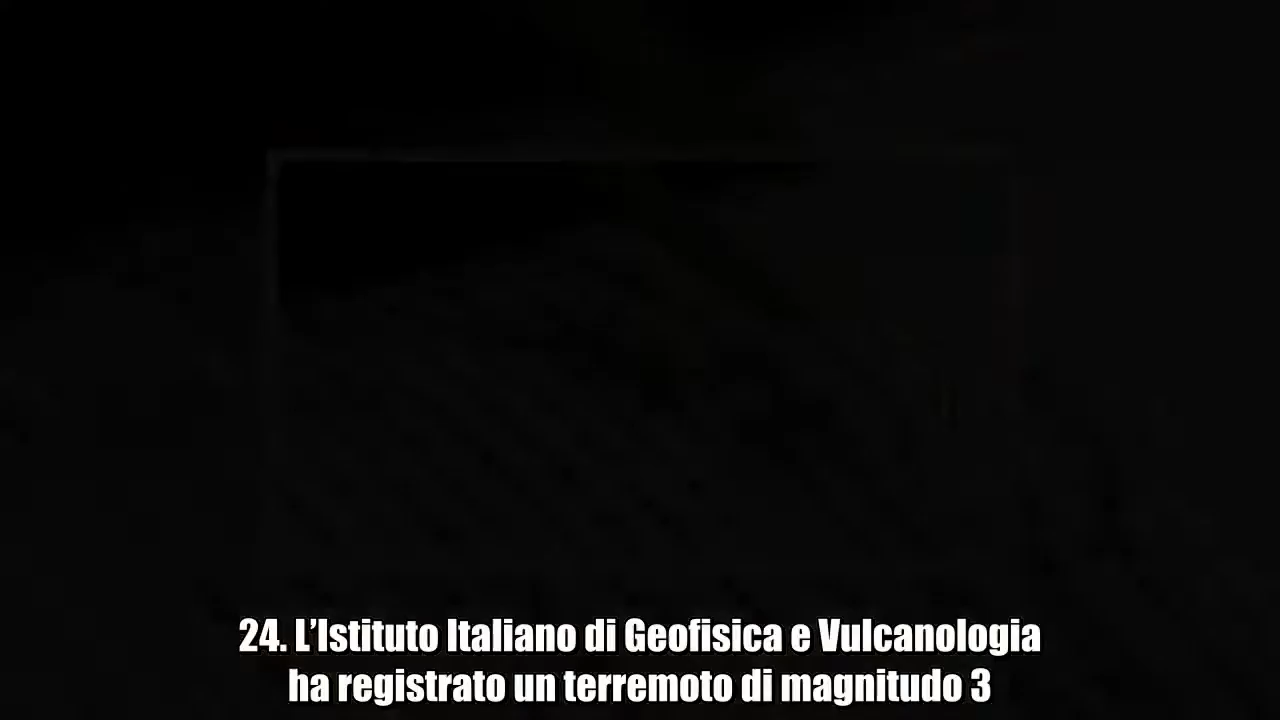 24. L’Istituto Italiano di Geofisica e Vulcanologia
ha registrato un terremoto di magnitudo 3